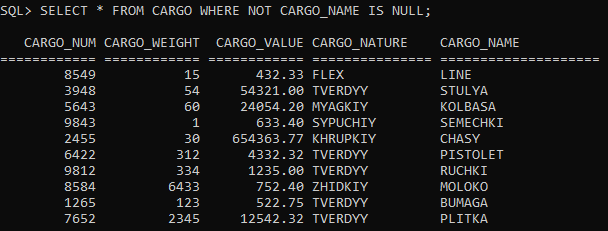 SQL> SELECT * FROM CARGO WHERE NOT CARGO_NAME IS NULL;
CARGO_NUM CARGO_WEIGHT CARGO_VALUE CARGO_NATURE CARGO_NAME
============ ============ ============ =============== ====================
8549 15 432.33 FLEX LINE
3948 54 54321.00 TVERDYY STULYA
5643 60 24054.20 MYAGKIY KOLBASA
9843 1 633.40 SYPUCHIY SEMECHKI
2455 30 654363.77 KHRUPKIY CHASY
6422 312 4332.32 TVERDYY PISTOLET
9812 334 1235.00 TVERDYY RUCHKI
8584 6433 752.40 ZHIDKIY MOLOKO
1265 123 522.75 TVERDYY BUMAGA
7652 2345 12542.32 TVERDYY PLITKA